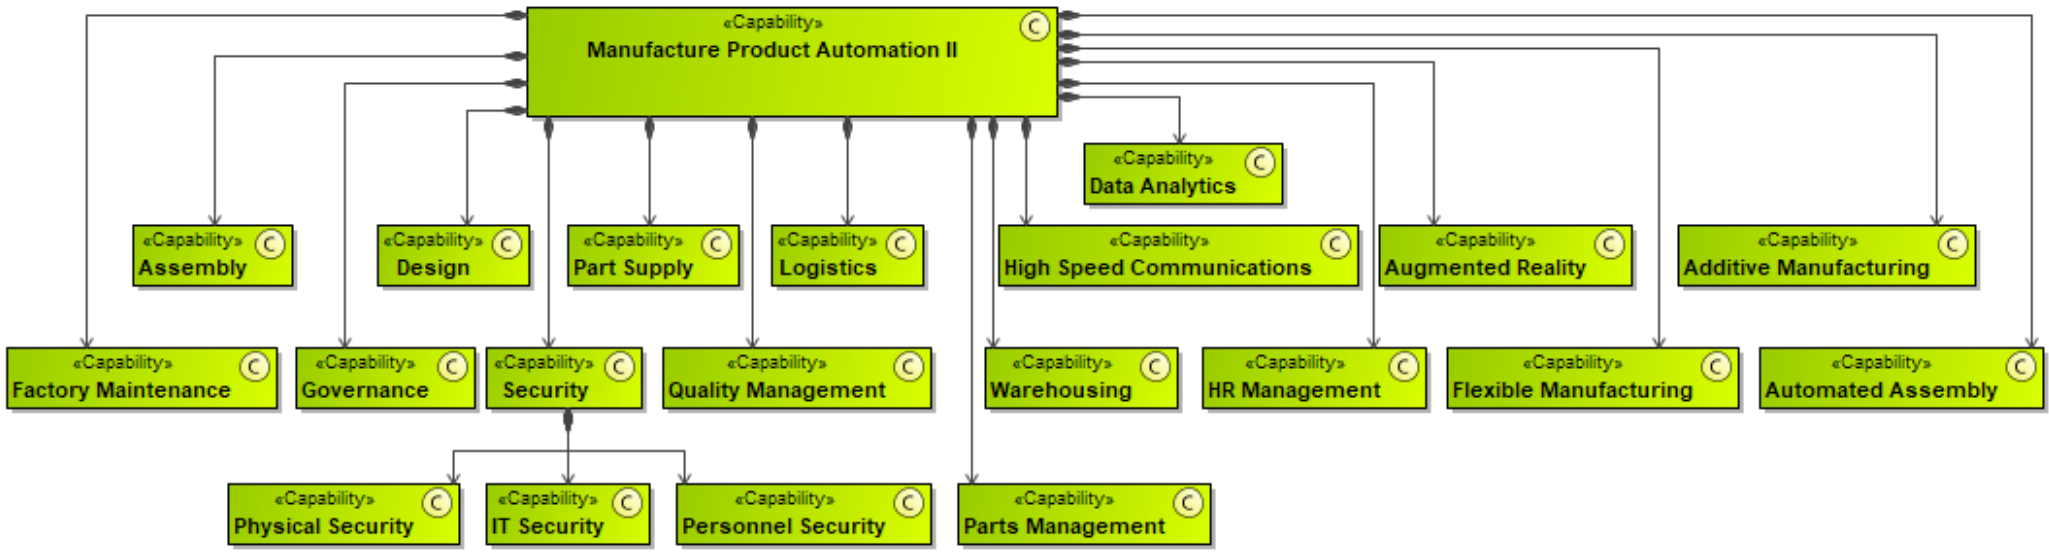 «Capability»
C
Manufacture Product Automation II
«Capability»
C
Data Analytics
«Capability»
C
Assembly
«Capability»
C
Design
«Capability»
C
Part Supply
«Capability»
C
Logistics
«Capability»
C
High Speed Communications
«Capability»
C
Augmented Reality
«Capability»
C
Additive Manufacturing
«Capability»
C
Factory Maintenance
«Capability»
C
Governance
«Capability»
C
Security
«Capability»
C
Quality Management
«Capability»
C
Warehousing
«Capability»
C
HR Management
«Capability»
C
Flexible Manufacturing
«Capability»
C
Automated Assembly
«Capability»
C
Physical Security
«Capability»
C
IT Security
«Capability»
C
Personnel Security
«Capability»
C
Parts Management